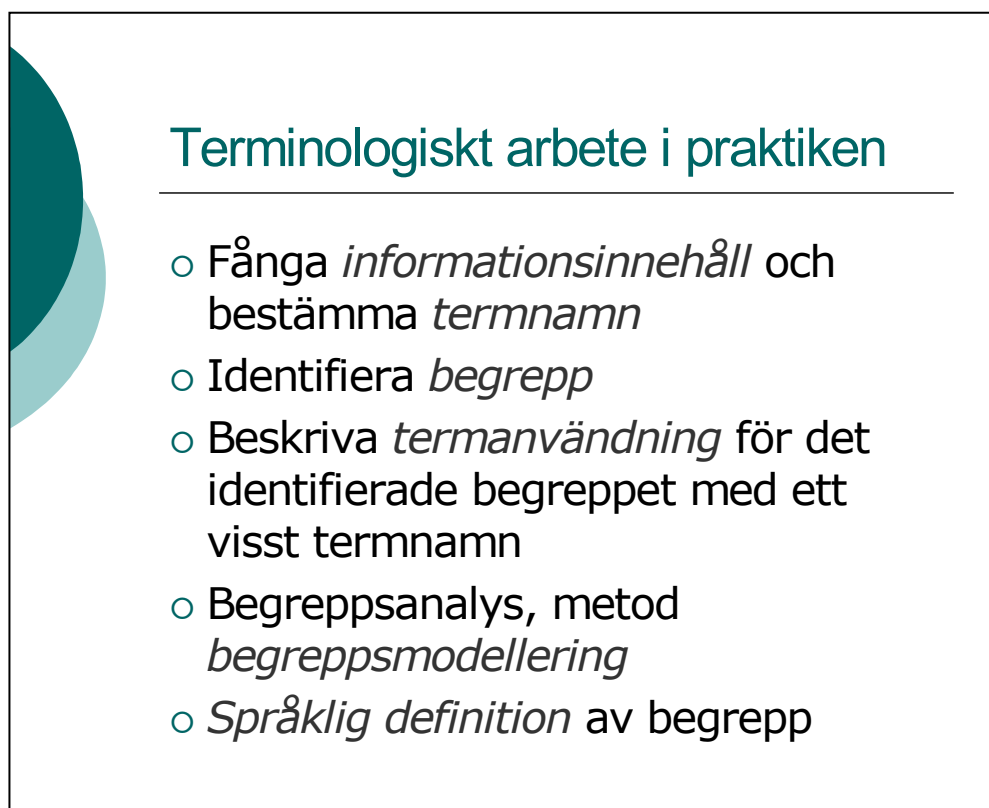 Terminologiskt arbete i praktiken
Fånga informationsinnehåll och
bestämma termnamn
Identifiera begrepp
Beskriva termanvändning för det
identifierade begreppet med ett
visst termnamn
Begreppsanalys, metod
begreppsmodellering
Språklig definition av begrepp